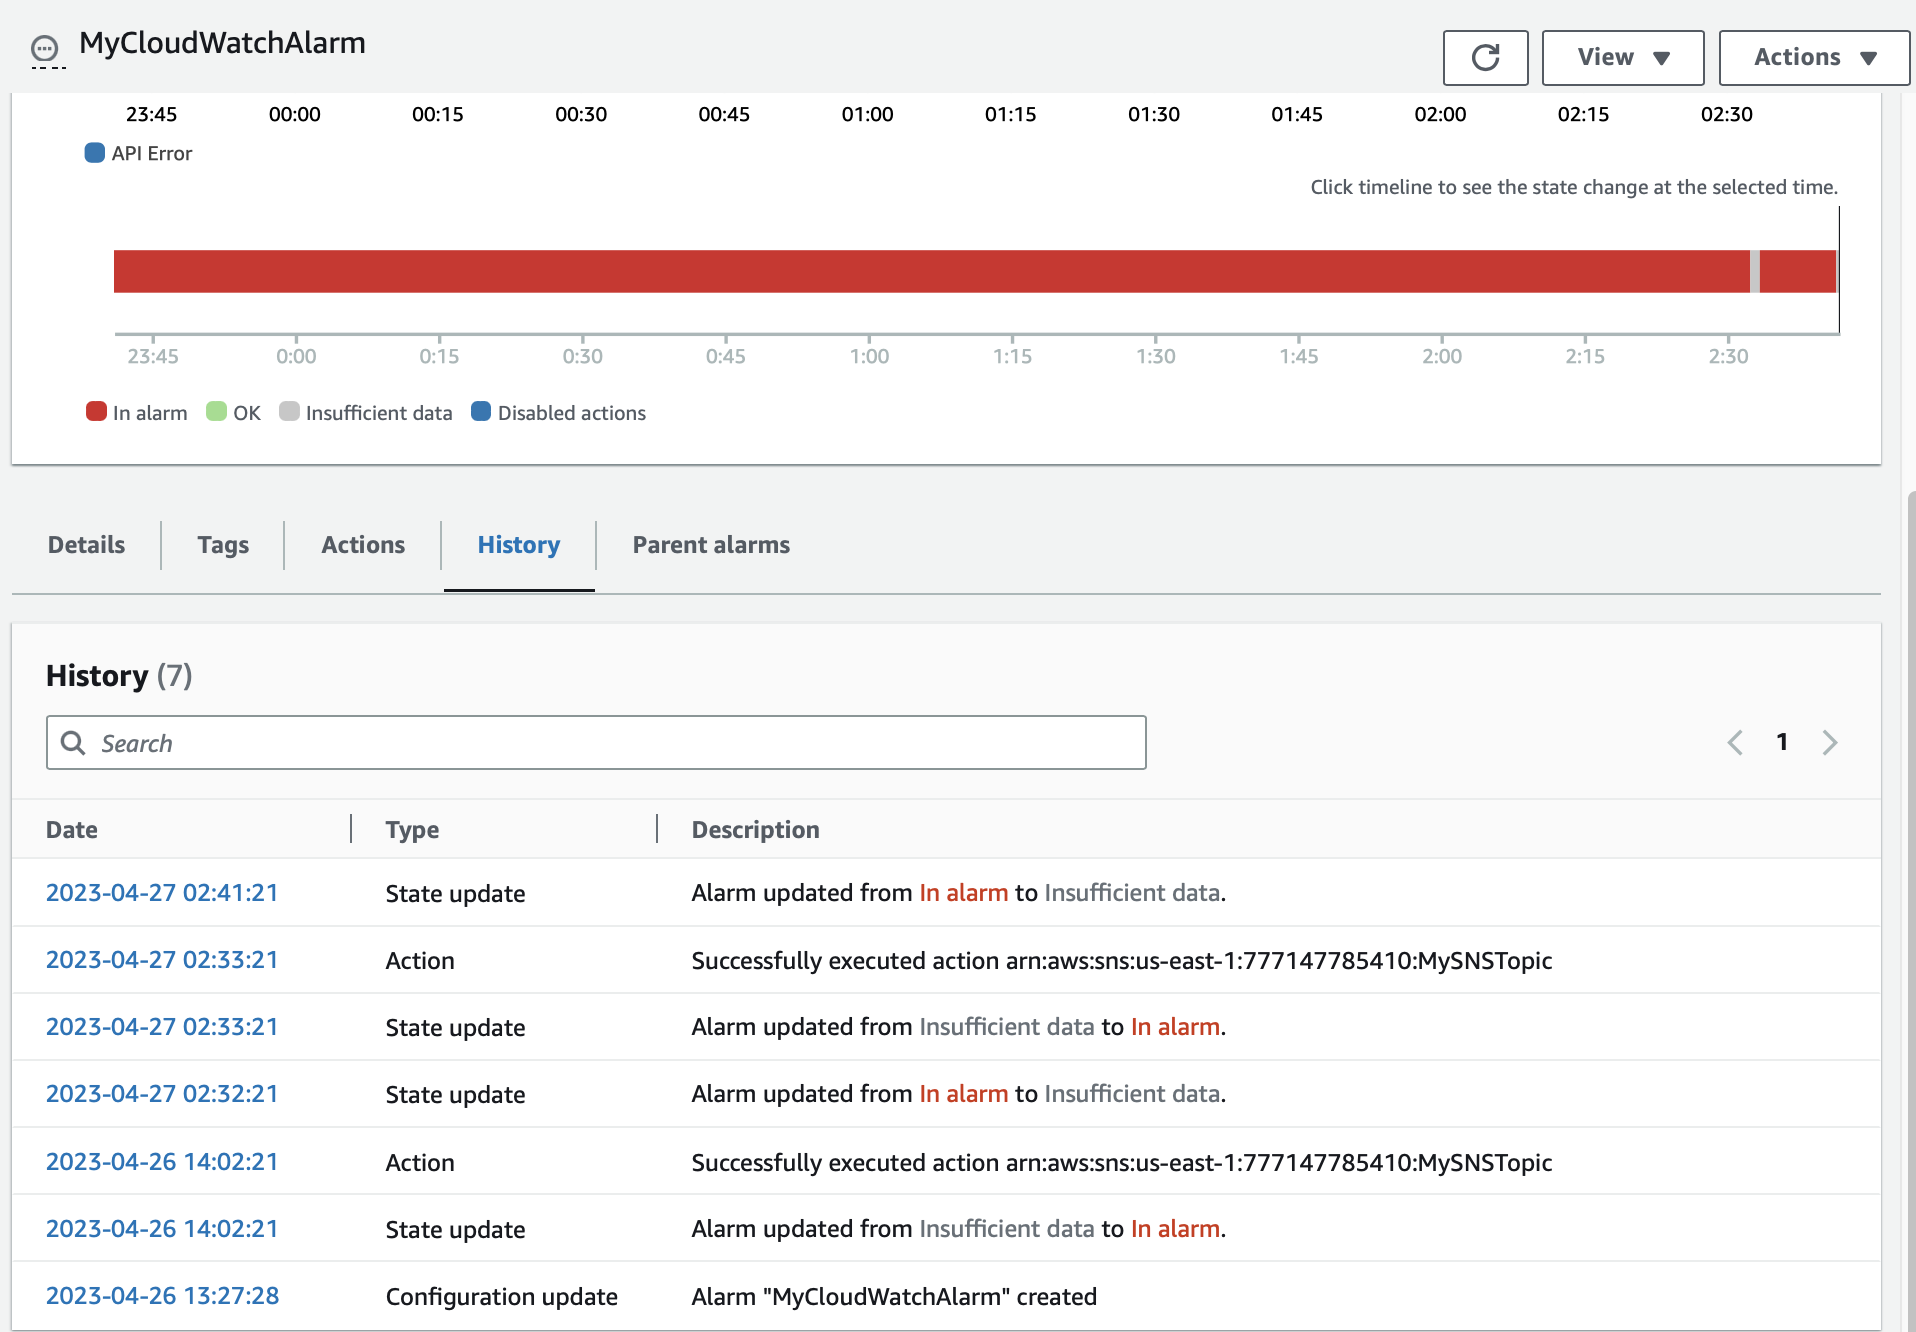 MyCloudWatchAlarm
View Actions
23:45 00:00 00:15 00:30 00:45 01:00 01:15 01:30 01:45 02:00 02:15 02:30
API Error
Click timeline to see the state change at the selected time.
23:45 0:00 0:15 0:30 0:45 1:00 1:15 1:30 1:45 2:00 2:15 2:30
In alarm OK Insufficient data Disabled actions
Details Tags Actions History Parent alarms
History (7)
Search 1
Date Type Description
2023-04-27 02:41:21 State update Alarm updated from In alarm to Insufficient data.
2023-04-27 02:33:21 Action Successfully executed action arn:aws:sns:us-east-1:777147785410:MySNSTopic
2023-04-27 02:33:21 State update Alarm updated from Insufficient data to In alarm.
2023-04-27 02:32:21 State update Alarm updated from In alarm to Insufficient data.
2023-04-26 14:02:21 Action Successfully executed action arn:aws:sns:us-east-1:777147785410:MySNSTopic
2023-04-26 14:02:21 State update Alarm updated from Insufficient data to In alarm.
2023-04-26 13:27:28 Configuration update Alarm "MyCloudWatchAlarm" created